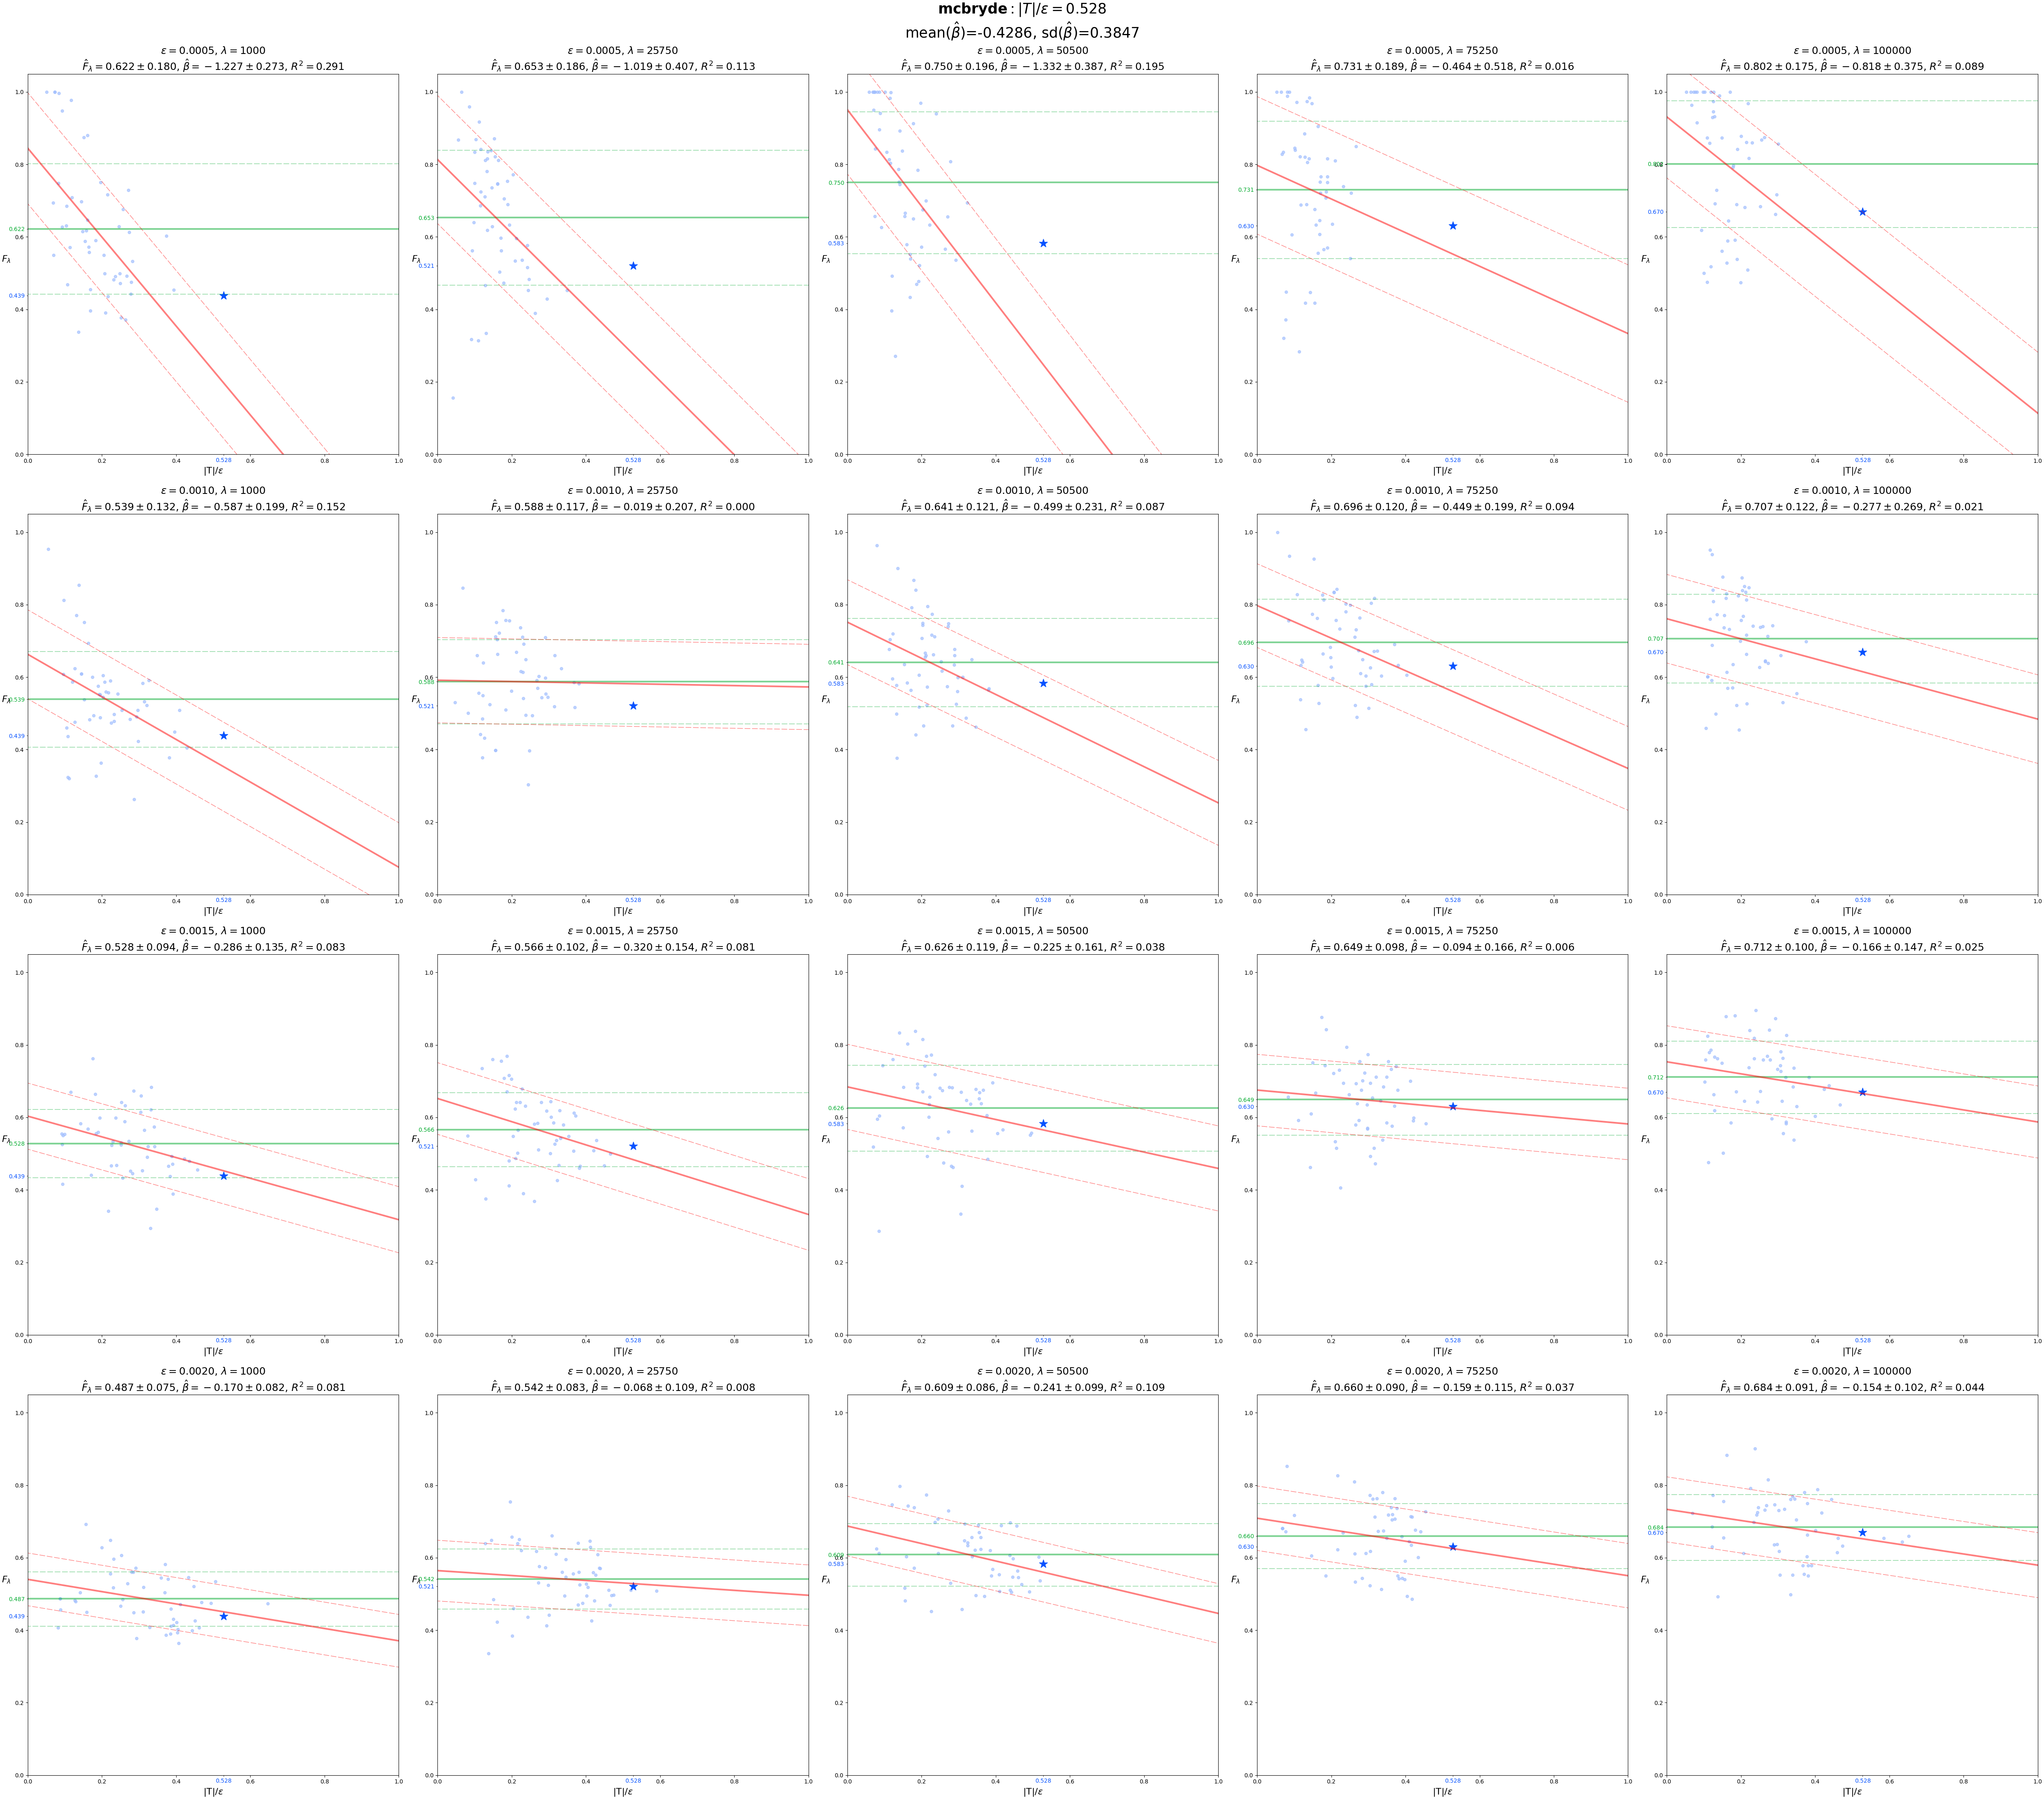 mcbryde: |T|/ε = 0.528
mean(β̂)=-0.4286, sd(β̂)=0.3847
ε = 0.0005, λ = 1000
F̂λ = 0.622 ± 0.180, β̂ = −1.227 ± 0.273, R² = 0.291
ε = 0.0005, λ = 25750
F̂λ = 0.653 ± 0.186, β̂ = −1.019 ± 0.407, R² = 0.113
ε = 0.0005, λ = 50500
F̂λ = 0.750 ± 0.196, β̂ = −1.332 ± 0.387, R² = 0.195
ε = 0.0005, λ = 75250
F̂λ = 0.731 ± 0.189, β̂ = −0.464 ± 0.518, R² = 0.016
ε = 0.0005, λ = 100000
F̂λ = 0.802 ± 0.175, β̂ = −0.818 ± 0.375, R² = 0.089
ε = 0.0010, λ = 1000
F̂λ = 0.539 ± 0.132, β̂ = −0.587 ± 0.199, R² = 0.152
ε = 0.0010, λ = 25750
F̂λ = 0.588 ± 0.117, β̂ = −0.019 ± 0.207, R² = 0.000
ε = 0.0010, λ = 50500
F̂λ = 0.641 ± 0.121, β̂ = −0.499 ± 0.231, R² = 0.087
ε = 0.0010, λ = 75250
F̂λ = 0.696 ± 0.120, β̂ = −0.449 ± 0.199, R² = 0.094
ε = 0.0010, λ = 100000
F̂λ = 0.707 ± 0.122, β̂ = −0.277 ± 0.269, R² = 0.021
ε = 0.0015, λ = 1000
F̂λ = 0.528 ± 0.094, β̂ = −0.286 ± 0.135, R² = 0.083
ε = 0.0015, λ = 25750
F̂λ = 0.566 ± 0.102, β̂ = −0.320 ± 0.154, R² = 0.081
ε = 0.0015, λ = 50500
F̂λ = 0.626 ± 0.119, β̂ = −0.225 ± 0.161, R² = 0.038
ε = 0.0015, λ = 75250
F̂λ = 0.649 ± 0.098, β̂ = −0.094 ± 0.166, R² = 0.006
ε = 0.0015, λ = 100000
F̂λ = 0.712 ± 0.100, β̂ = −0.166 ± 0.147, R² = 0.025
ε = 0.0020, λ = 1000
F̂λ = 0.487 ± 0.075, β̂ = −0.170 ± 0.082, R² = 0.081
ε = 0.0020, λ = 25750
F̂λ = 0.542 ± 0.083, β̂ = −0.068 ± 0.109, R² = 0.008
ε = 0.0020, λ = 50500
F̂λ = 0.609 ± 0.086, β̂ = −0.241 ± 0.099, R² = 0.109
ε = 0.0020, λ = 75250
F̂λ = 0.660 ± 0.090, β̂ = −0.159 ± 0.115, R² = 0.037
ε = 0.0020, λ = 100000
F̂λ = 0.684 ± 0.091, β̂ = −0.154 ± 0.102, R² = 0.044
Fλ
|T|/ε
0.0 0.2 0.4 0.528 0.6 0.8 1.0